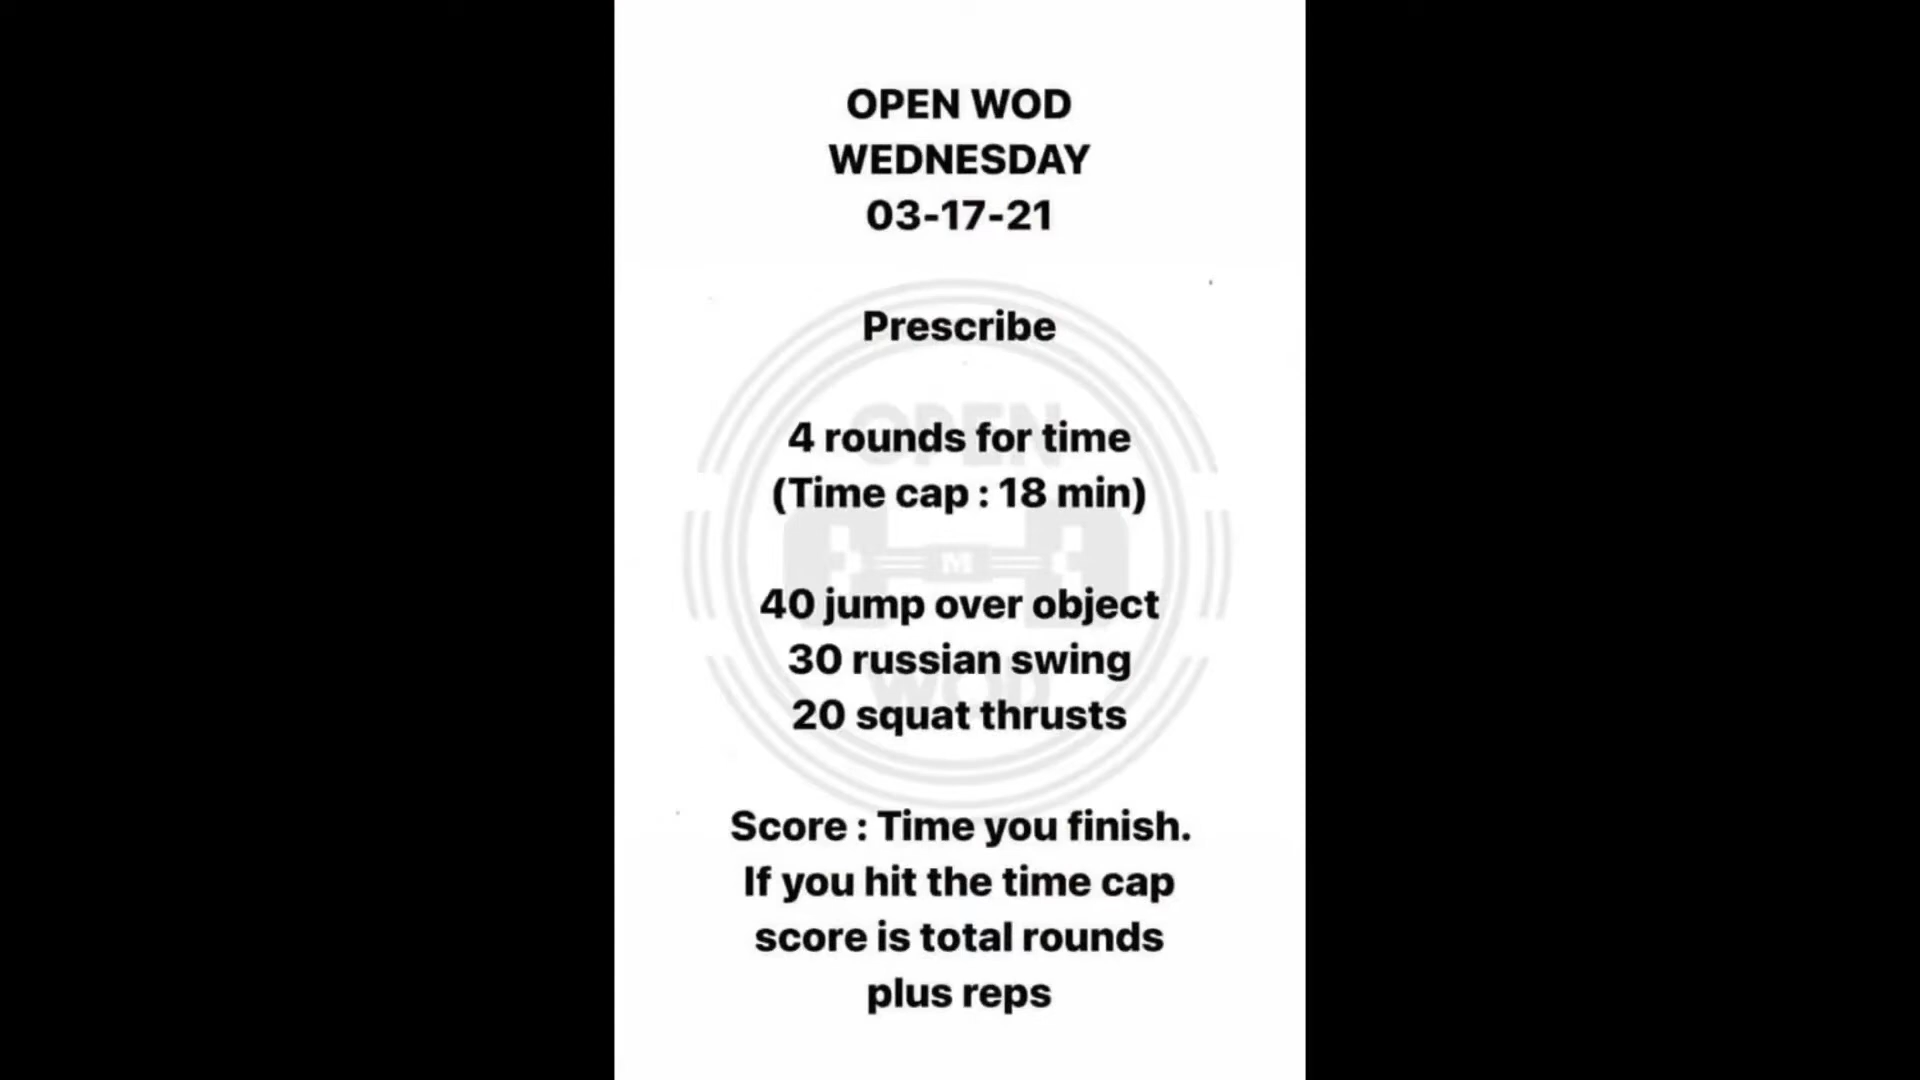 OPEN WOD
WEDNESDAY
03-17-21
Prescribe
4 rounds for time
(Time cap : 18 min)
40 jump over object
30 russian swing
20 squat thrusts
Score : Time you finish.
If you hit the time cap
score is total rounds
plus reps
OPEN
M
WOD